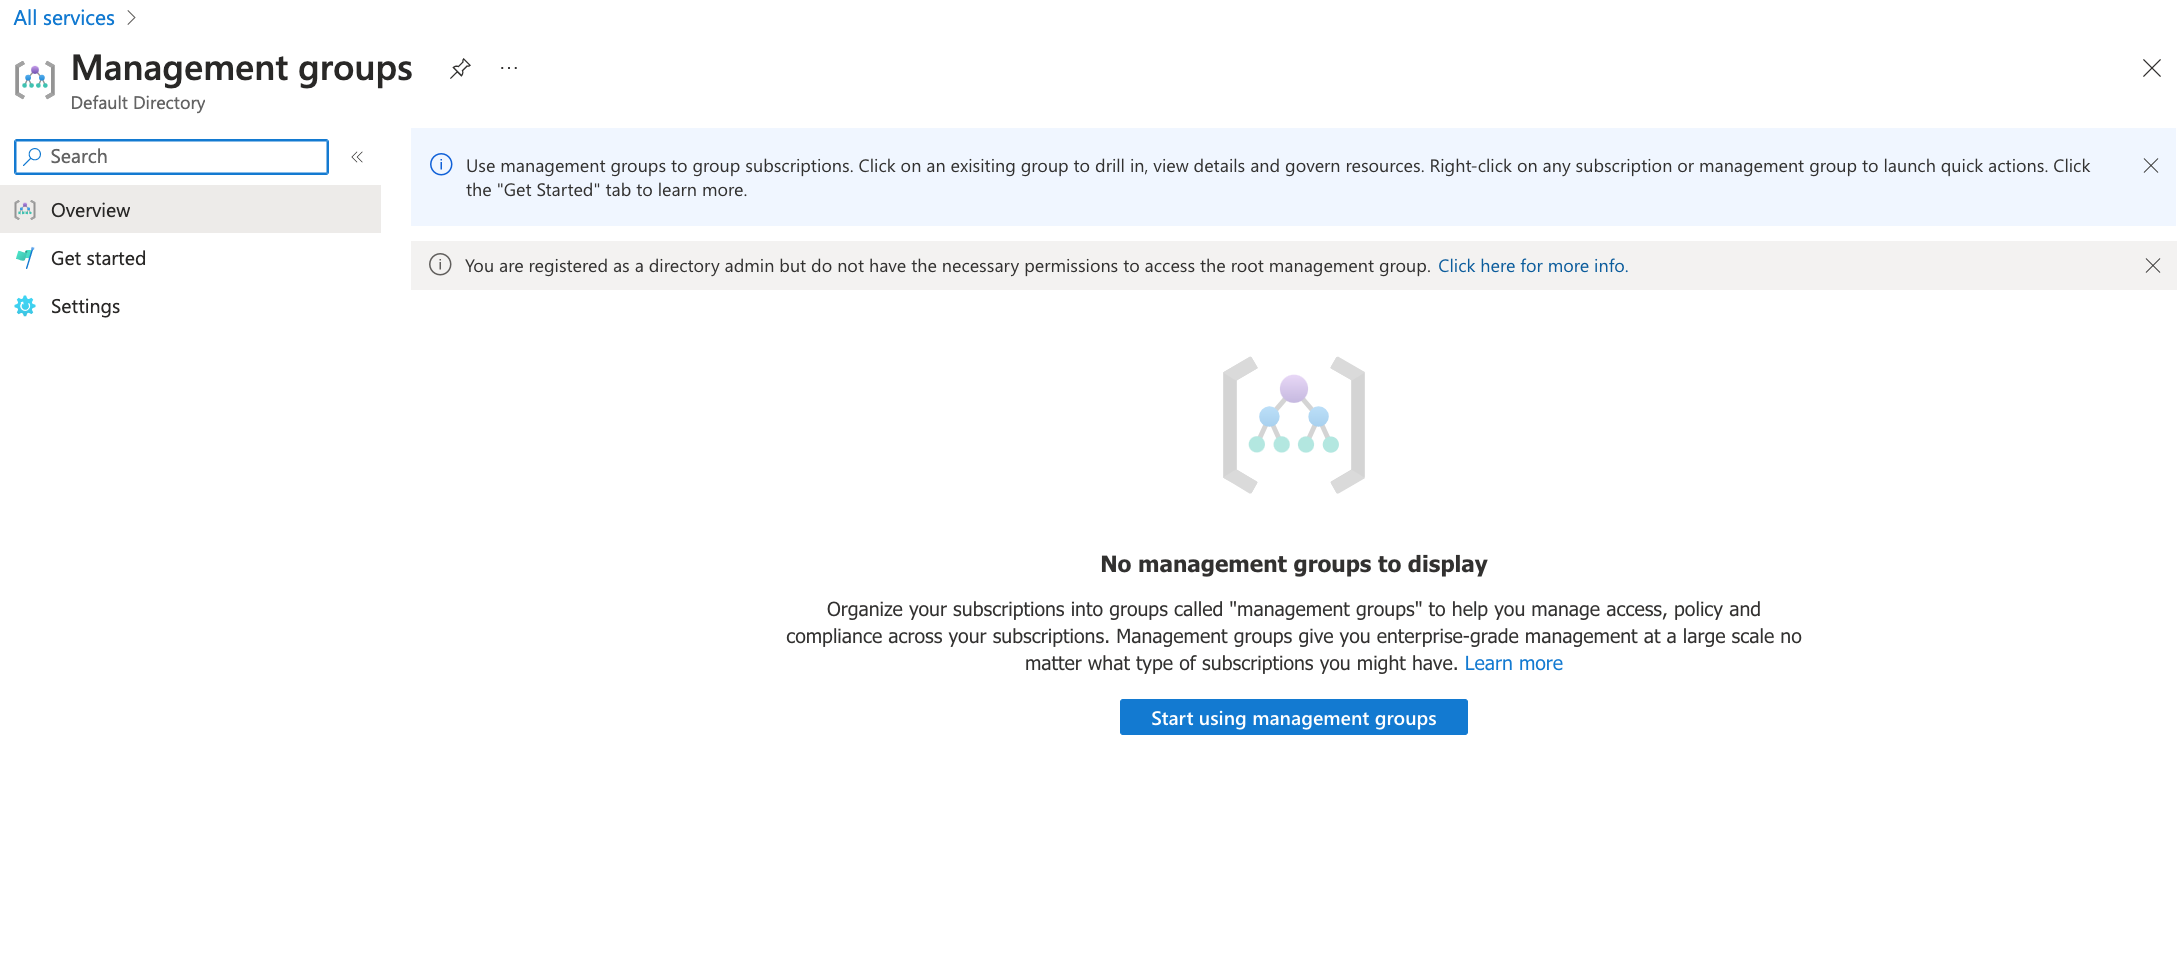 All services
Management groups
Default Directory
Search
Overview
Get started
Settings
Use management groups to group subscriptions. Click on an exisiting group to drill in, view details and govern resources. Right-click on any subscription or management group to launch quick actions. Click
the "Get Started" tab to learn more.
You are registered as a directory admin but do not have the necessary permissions to access the root management group. Click here for more info.
No management groups to display
Organize your subscriptions into groups called "management groups" to help you manage access, policy and
compliance across your subscriptions. Management groups give you enterprise-grade management at a large scale no
matter what type of subscriptions you might have. Learn more
Start using management groups